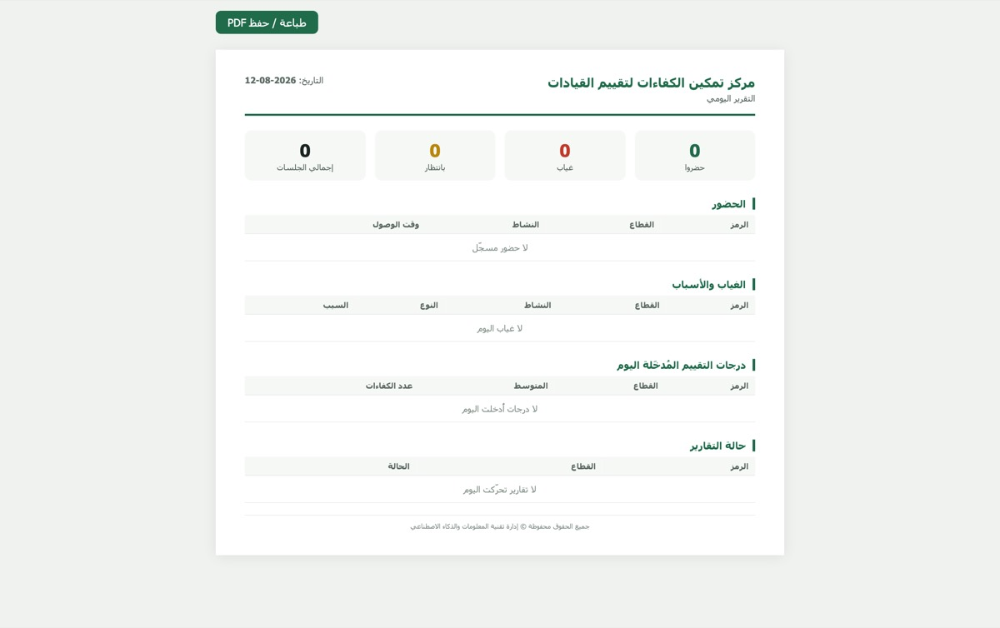 طباعة / حفظ PDF
مركز تمكين الكفاءات لتقييم القيادات
التقرير اليومي
التاريخ: 2026-08-12
0 0 0 0
حضروا غياب بانتظار إجمالي الجلسات
الحضور
الرمز القطاع النشاط وقت الوصول
لا حضور مسجّل
الغياب والأسباب
الرمز القطاع النشاط النوع السبب
لا غياب اليوم
درجات التقييم المُدخَلة اليوم
الرمز القطاع المتوسط عدد الكفاءات
لا درجات أُدخلت اليوم
حالة التقارير
الرمز القطاع الحالة
لا تقارير تحرّكت اليوم
جميع الحقوق محفوظة © إدارة تقنية المعلومات والذكاء الاصطناعي